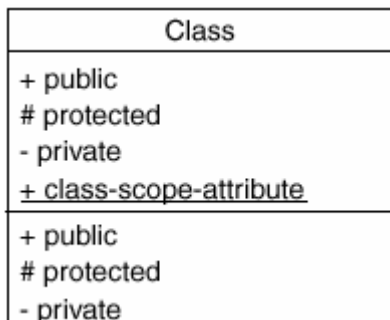 Class
+ public
# protected
- private
+ class-scope-attribute
+ public
# protected
- private